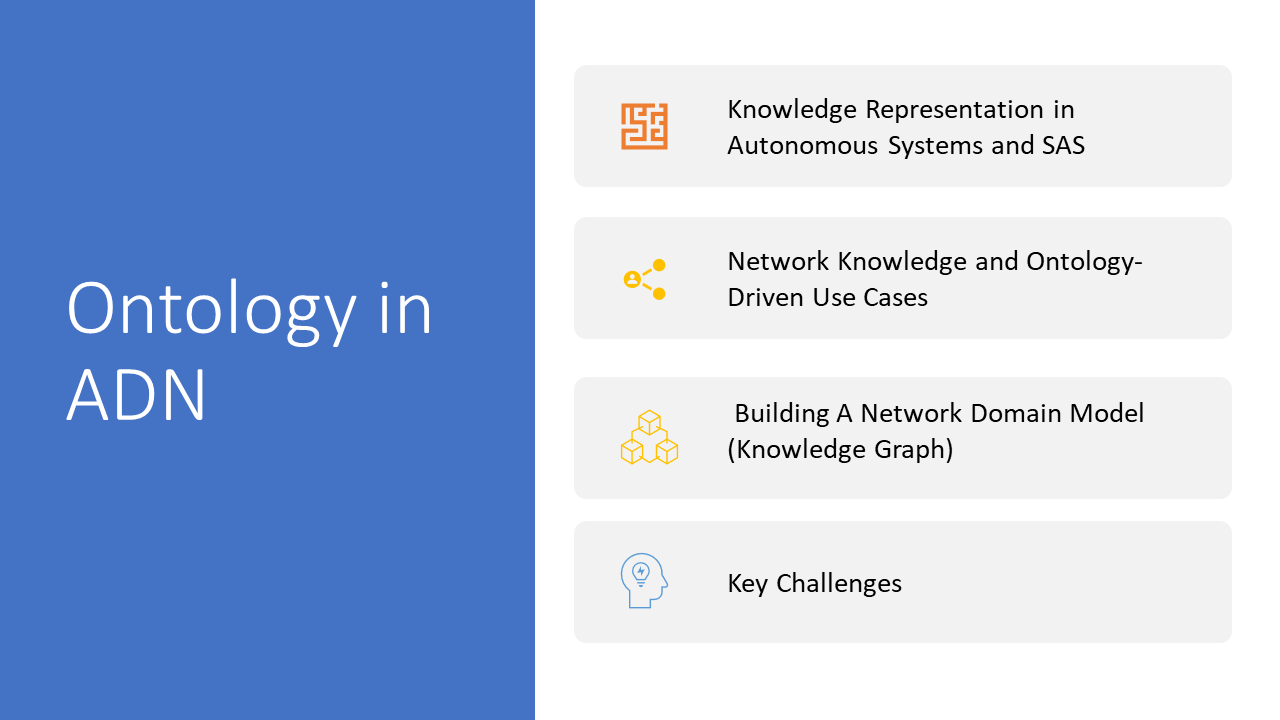 Ontology in
ADN
Knowledge Representation in
Autonomous Systems and SAS
Network Knowledge and Ontology-
Driven Use Cases
Building A Network Domain Model
(Knowledge Graph)
Key Challenges